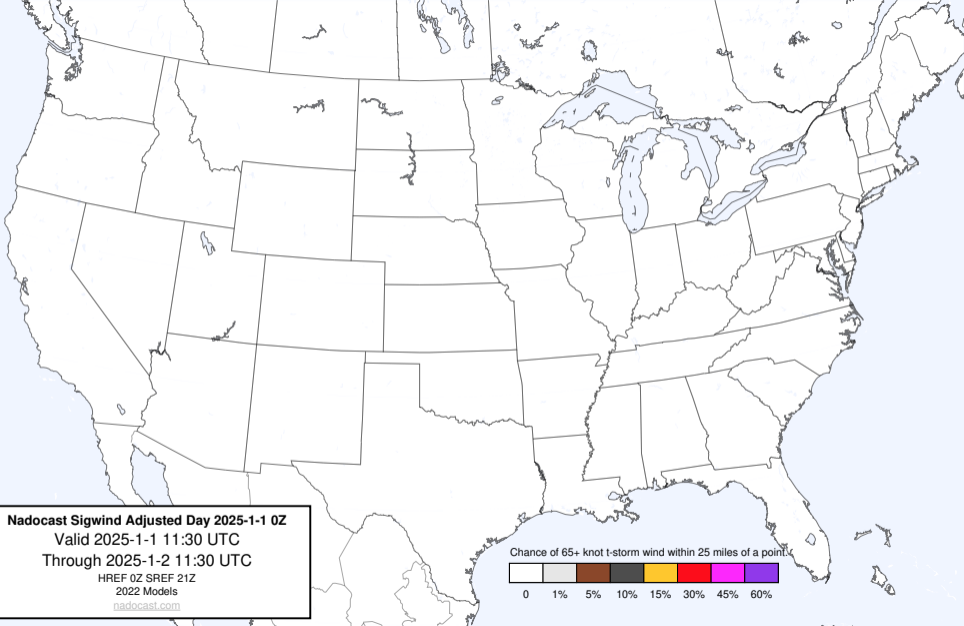 Nadocast Sigwind Adjusted Day 2025-1-1 0Z
Valid 2025-1-1 11:30 UTC
Through 2025-1-2 11:30 UTC
HREF 0Z SREF 21Z
2022 Models
nadocast.com
Chance of 65+ knot t-storm wind within 25 miles of a point.
0 1% 5% 10% 15% 30% 45% 60%